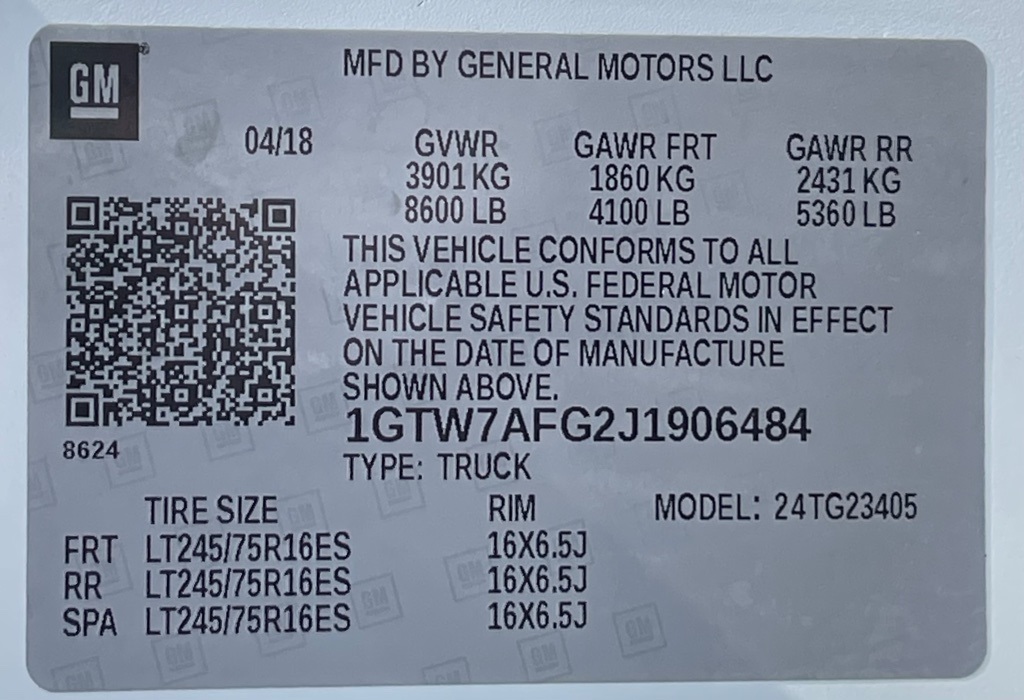 GM
MFD BY GENERAL MOTORS LLC
04/18 GVWR GAWR FRT GAWR RR
3901 KG 1860 KG 2431 KG
8600 LB 4100 LB 5360 LB
THIS VEHICLE CONFORMS TO ALL
APPLICABLE U.S. FEDERAL MOTOR
VEHICLE SAFETY STANDARDS IN EFFECT
ON THE DATE OF MANUFACTURE
SHOWN ABOVE.
1GTW7AFG2J1906484
8624
TYPE: TRUCK
TIRE SIZE RIM MODEL: 24TG23405
FRT LT245/75R16ES 16X6.5J
RR LT245/75R16ES 16X6.5J
SPA LT245/75R16ES 16X6.5J